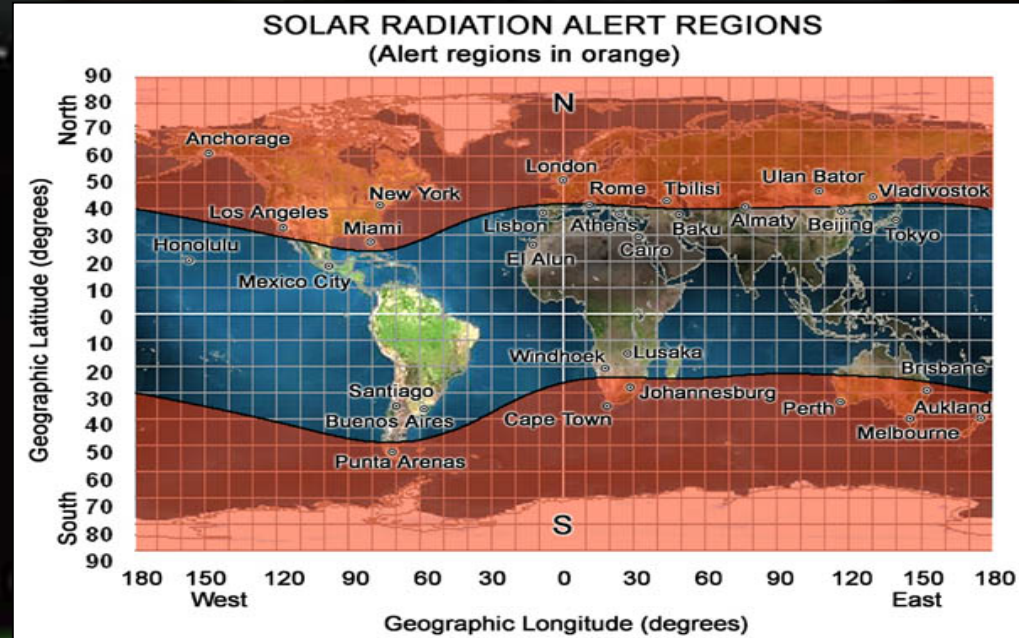 SOLAR RADIATION ALERT REGIONS
(Alert regions in orange)
Geographic Latitude (degrees)
North
South
90
80
70
60
50
40
30
20
10
0
10
20
30
40
50
60
70
80
90
N
Anchorage
London
New York
Rome
Tbilisi
Ulan Bator
Vladivostok
Los Angeles
Miami
Lisbon
Athens
Baku
Almaty
Beijing
Tokyo
Honolulu
El Alun
Cairo
Mexico City
Windhoek
Lusaka
Brisbane
Santiago
Johannesburg
Buenos Aires
Cape Town
Perth
Aukland
Melbourne
Punta Arenas
S
180 150 120 90 60 30 0 30 60 90 120 150 180
West East
Geographic Longitude (degrees)